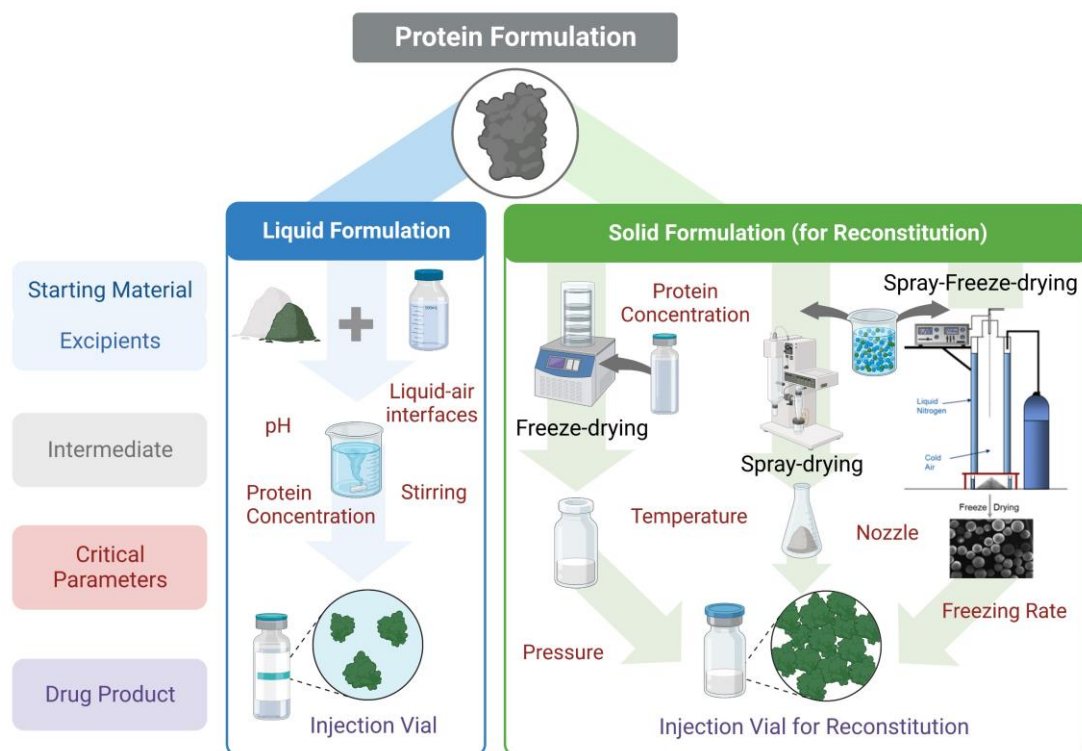 Protein Formulation
Liquid Formulation
Solid Formulation (for Reconstitution)
Starting Material
Excipients
Intermediate
Critical
Parameters
Drug Product
Liquid-air
interfaces
pH
Protein
Concentration
Stirring
Injection Vial
Protein
Concentration
Freeze-drying
Spray-Freeze-drying
Spray-drying
Liquid
Nitrogen
Cold
Air
Freeze
Drying
Temperature
Nozzle
Pressure
Freezing Rate
Injection Vial for Reconstitution